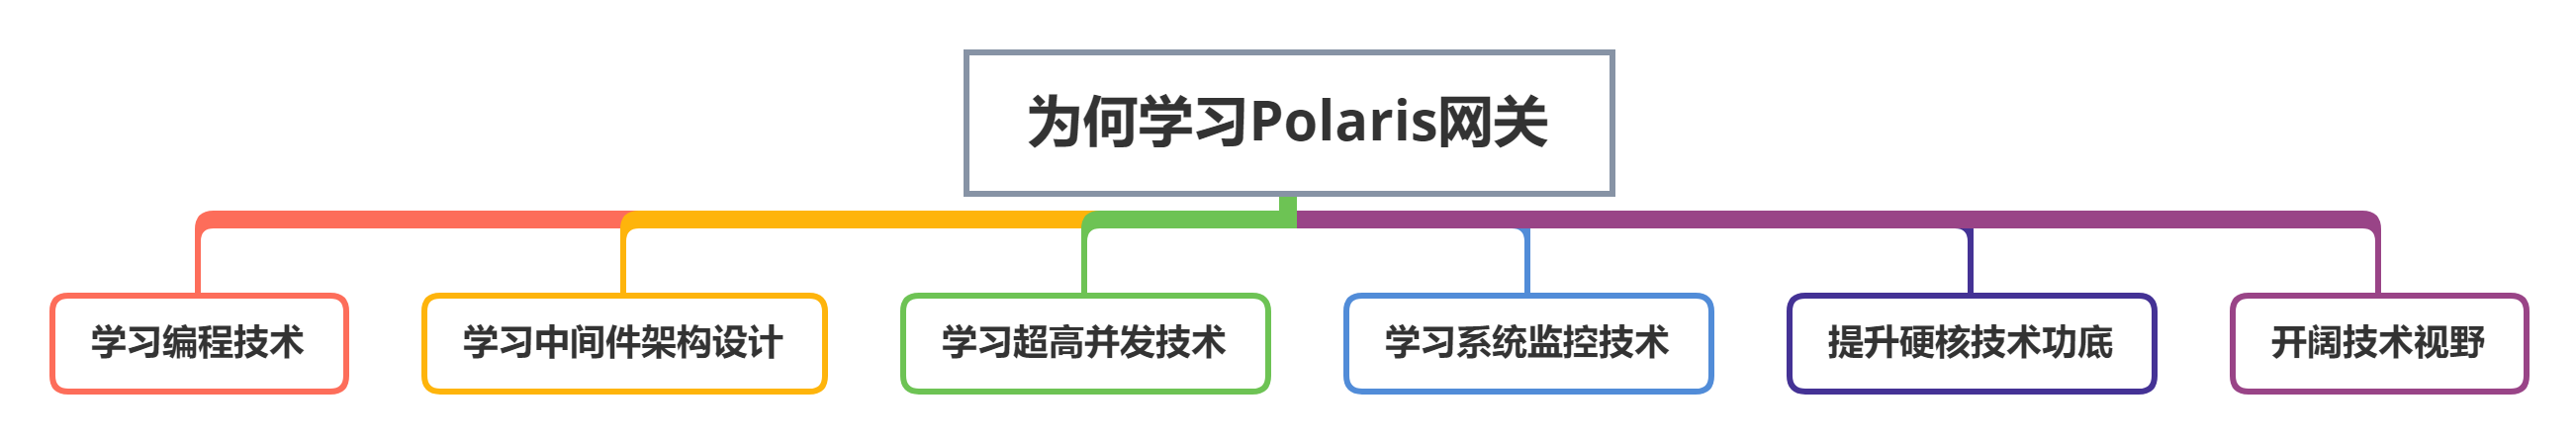 为何学习Polaris网关
学习编程技术
学习中间件架构设计
学习超高并发技术
学习系统监控技术
提升硬核技术功底
开阔技术视野